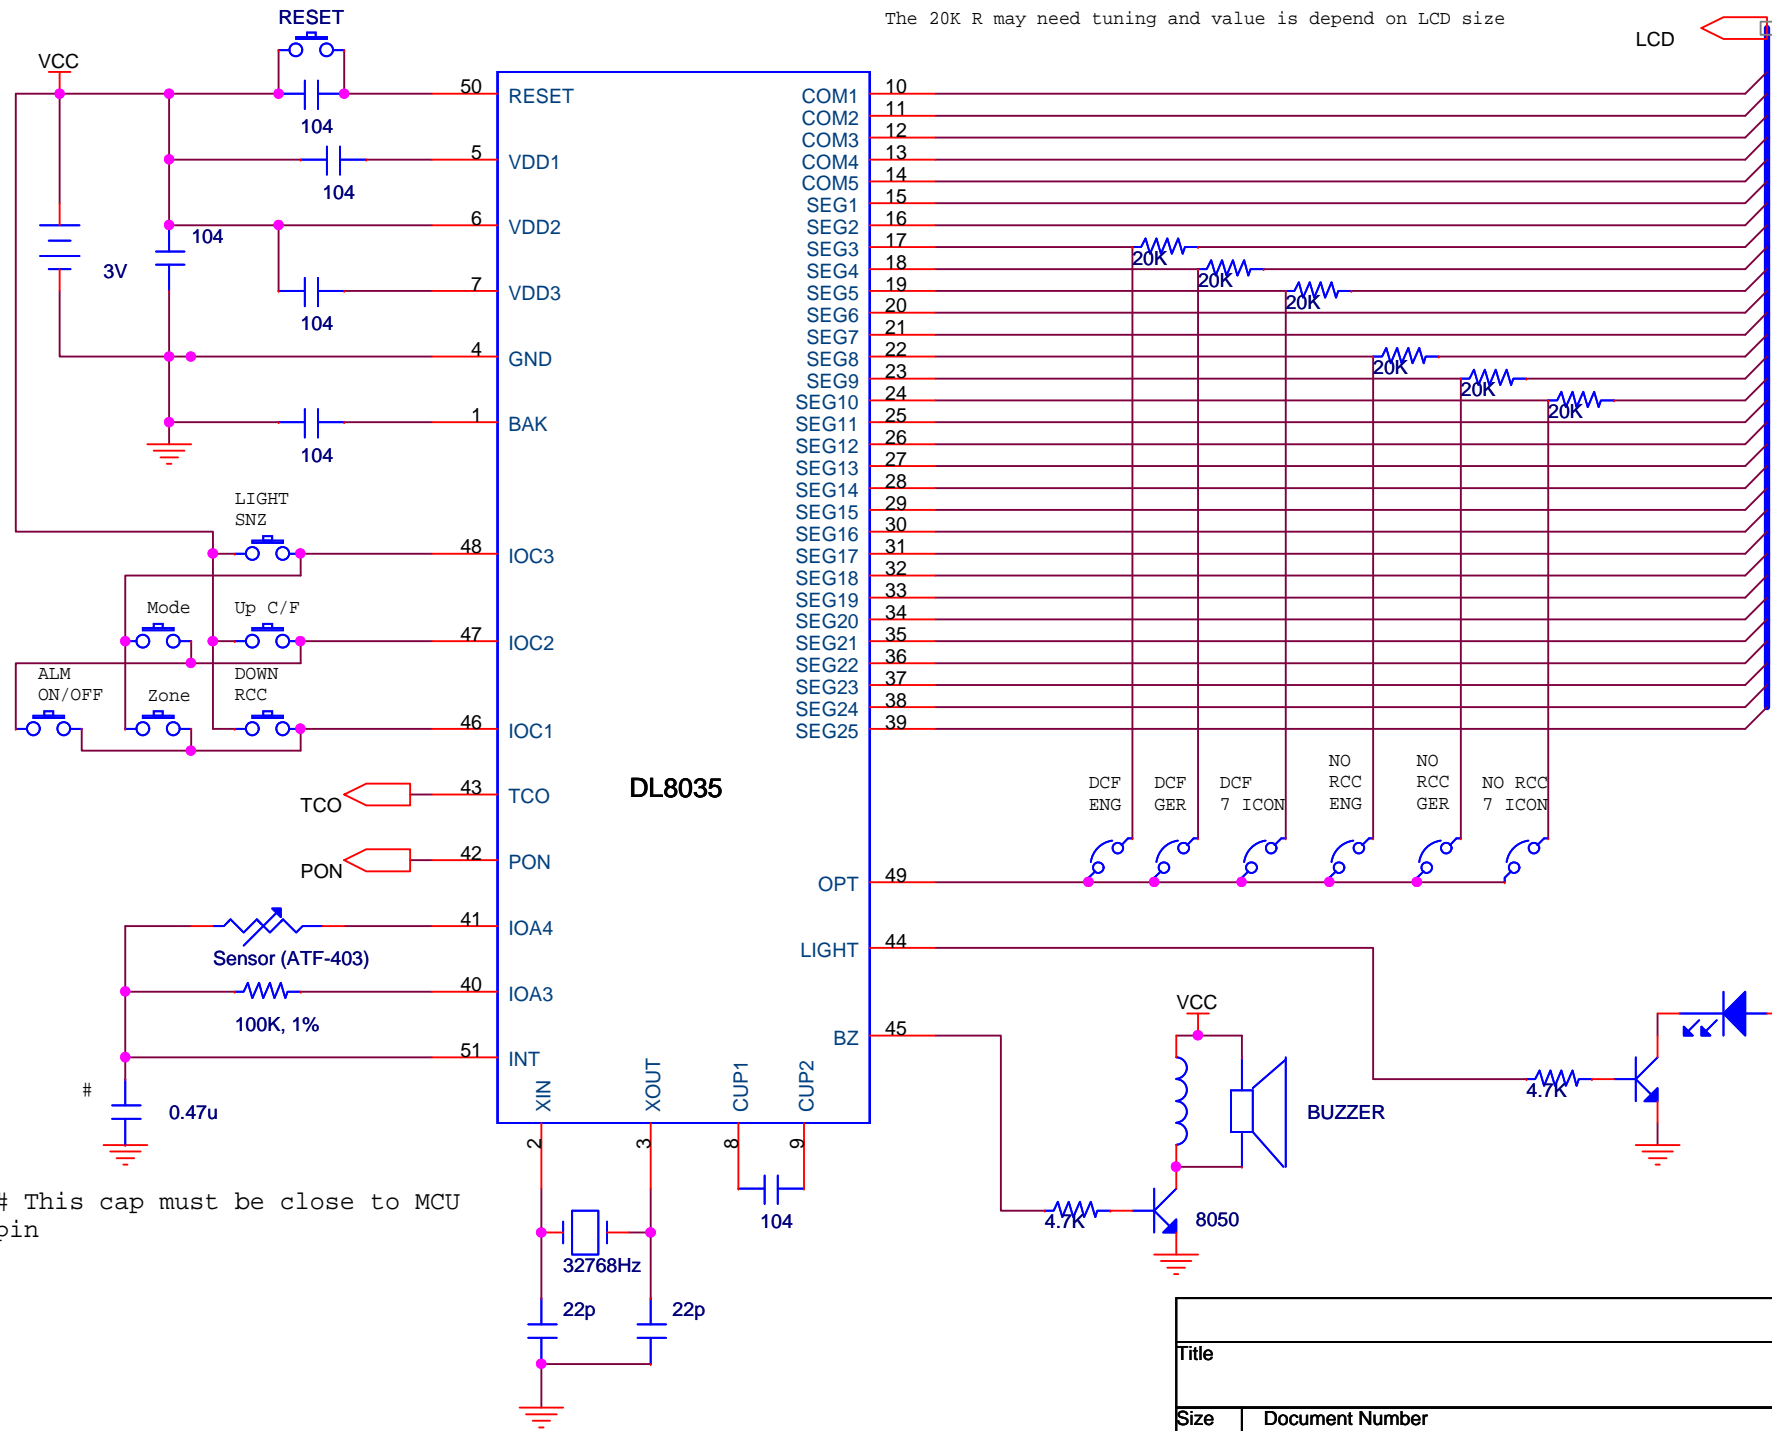 RESET
The 20K R may need tuning and value is depend on LCD size
LCD
VCC
104
104
104
3V
104
104
50
5
6
7
4
1
48
47
46
43
42
41
40
51
RESET
VDD1
VDD2
VDD3
GND
BAK
IOC3
IOC2
IOC1
TCO
PON
IOA4
IOA3
INT
LIGHT
SNZ
Mode
Up C/F
ALM
ON/OFF
Zone
DOWN
RCC
TCO
PON
Sensor (ATF-403)
100K, 1%
#
0.47u
# This cap must be close to MCU
pin
DL8035
COM1
COM2
COM3
COM4
COM5
SEG1
SEG2
SEG3
SEG4
SEG5
SEG6
SEG7
SEG8
SEG9
SEG10
SEG11
SEG12
SEG13
SEG14
SEG15
SEG16
SEG17
SEG18
SEG19
SEG20
SEG21
SEG22
SEG23
SEG24
SEG25
OPT
LIGHT
BZ
10
11
12
13
14
15
16
17
18
19
20
21
22
23
24
25
26
27
28
29
30
31
32
33
34
35
36
37
38
39
49
44
45
20K
20K
20K
20K
20K
20K
DCF
ENG
DCF
GER
DCF
7 ICON
NO
RCC
ENG
NO
RCC
GER
NO RCC
7 ICON
XIN
XOUT
CUP1
CUP2
2
3
8
9
104
32768Hz
22p
22p
VCC
BUZZER
4.7K
8050
4.7K
Title
Size
Document Number